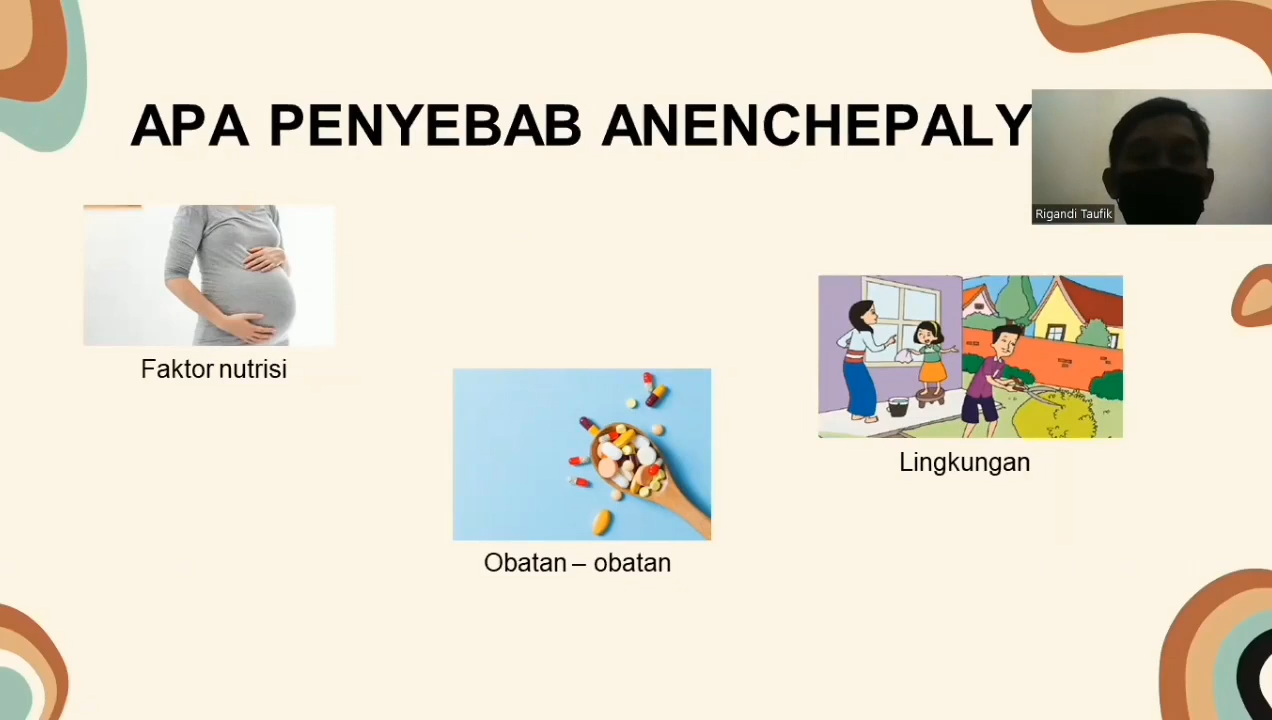 APA PENYEBAB ANENCHEPALY
Rigandi Taufik
Faktor nutrisi
Lingkungan
Obatan – obatan